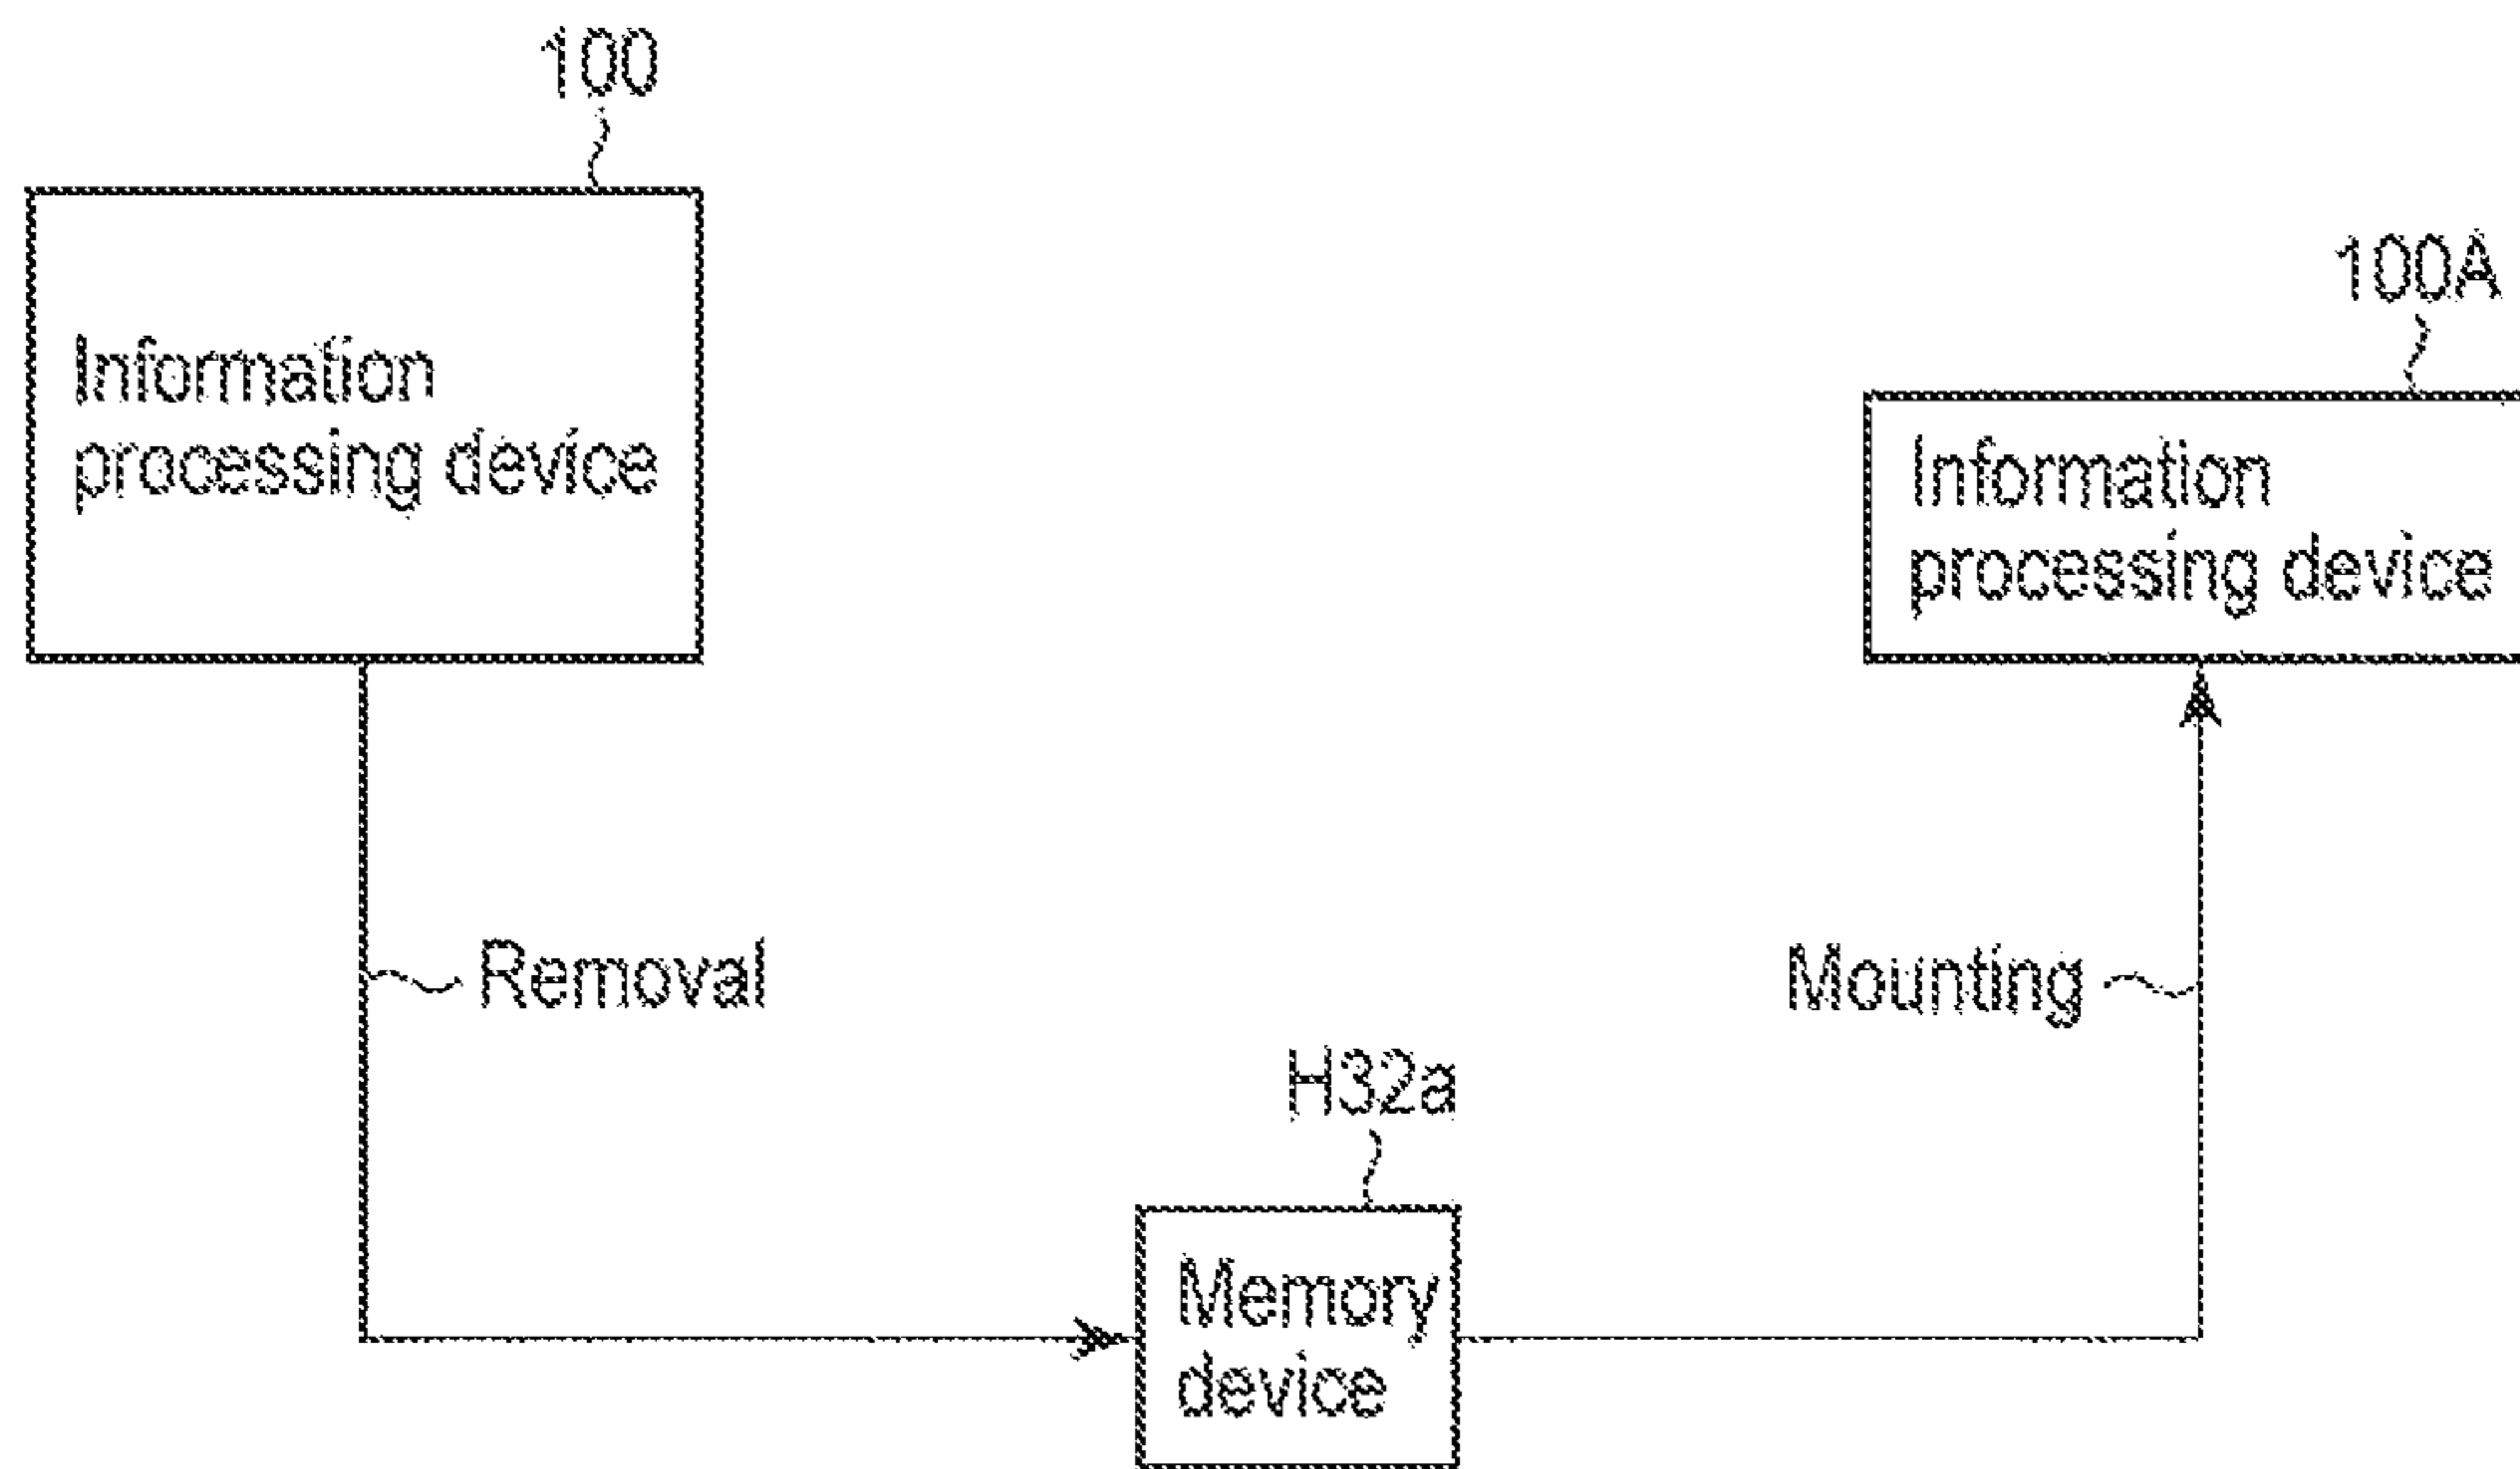 100
Information
processing device
100A
Information
processing device
Removal
Mounting
H32a
Memory
device